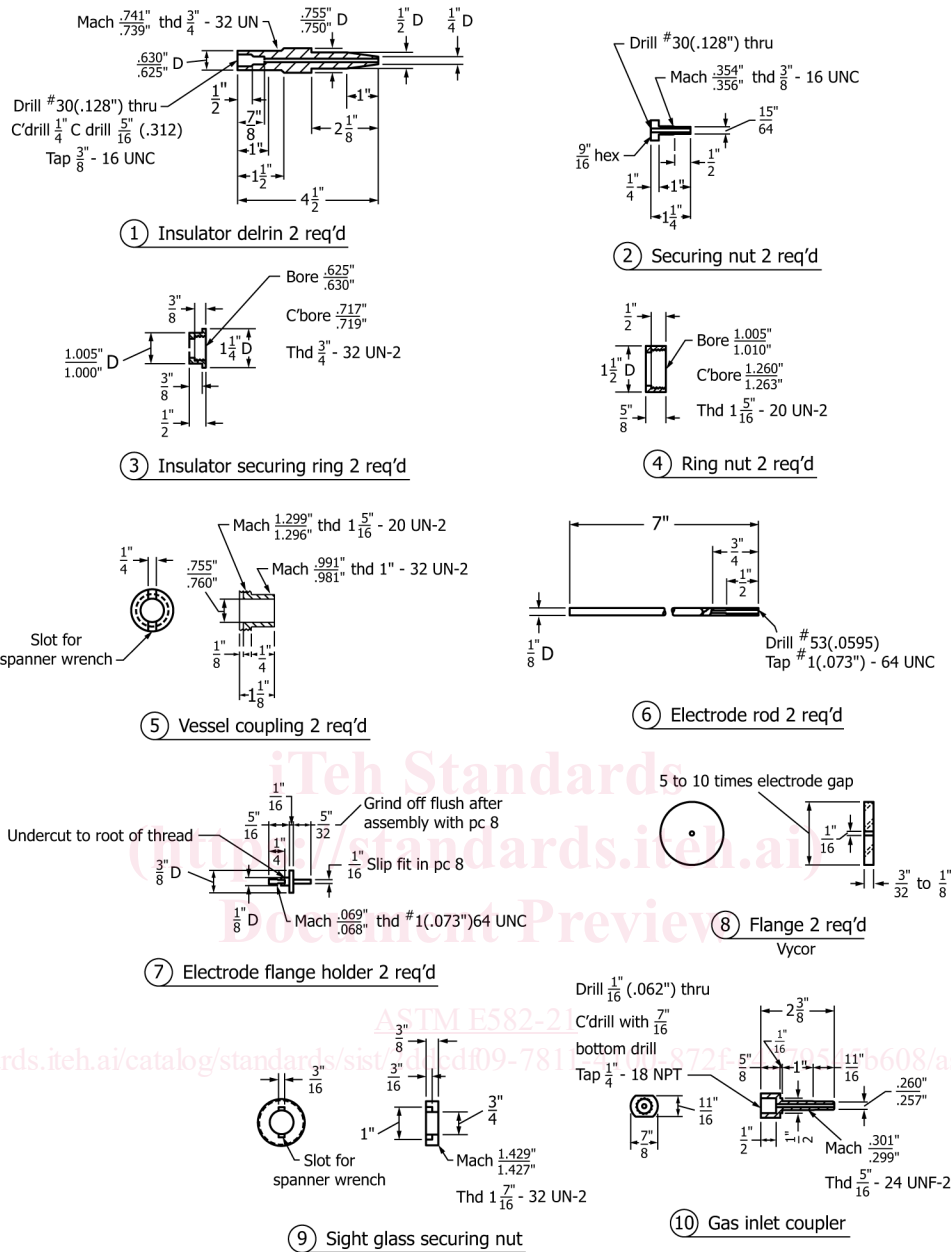 Mach .741"/.739" thd 3"/4 - 32 UN
.755"/.750" D
1"/2 D
1"/4 D
.630"/.625" D
Drill #30(.128") thru
C'drill 1"/4 C drill 5"/16 (.312)
Tap 3"/8 - 16 UNC
1"/2
7"/8
1"
1 1"/2
4 1"/2
2 1"/8
1"
1 Insulator delrin 2 req'd
Drill #30(.128") thru
Mach .354"/.356" thd 3"/8 - 16 UNC
15"/64
9"/16 hex
1"/4
1"
1"/2
1 1"/4
2 Securing nut 2 req'd
3"/8
Bore .625"/.630"
C'bore .717"/.719"
Thd 3"/4 - 32 UN-2
1.005"/1.000" D
1 1"/4 D
3"/8
1"/2
3 Insulator securing ring 2 req'd
1"/2
Bore 1.005"/1.010"
C'bore 1.260"/1.263"
Thd 1 5"/16 - 20 UN-2
1 1"/2 D
5"/8
4 Ring nut 2 req'd
Mach 1.299"/1.296" thd 1 5"/16 - 20 UN-2
Mach .991"/.981" thd 1" - 32 UN-2
1"/4
.755"/.760"
Slot for
spanner wrench
1"/8
1"/4
1 1"/8
5 Vessel coupling 2 req'd
7"
3"/4
1"/2
1"/8 D
Drill #53(.0595)
Tap #1(.073") - 64 UNC
6 Electrode rod 2 req'd
iTeh Standards
(https://standards.iteh.ai)
Document Preview
1"/16
5"/16
5"/32
Grind off flush after
assembly with pc 8
Undercut to root of thread
1"/4
1"/16 Slip fit in pc 8
3"/8 D
1"/8 D
Mach .069"/.068" thd #1(.073")64 UNC
7 Electrode flange holder 2 req'd
5 to 10 times electrode gap
1"/16
3"/32 to 1"/8
8 Flange 2 req'd
Vycor
ASTM E582-21
3"/8
3"/16
3"/16
1"
3"/4
Slot for
spanner wrench
Mach 1.429"/1.427"
Thd 1 7"/16 - 32 UN-2
9 Sight glass securing nut
Drill 1"/16 (.062") thru
C'drill with 7"/16
bottom drill
Tap 1"/4 - 18 NPT
2 3"/8
1"/16
5"/8
1"
11"/16
.260"/.257"
11"/16
7"/8
1"/2
1"/2
Mach .301"/.299"
Thd 5"/16 - 24 UNF-2
10 Gas inlet coupler